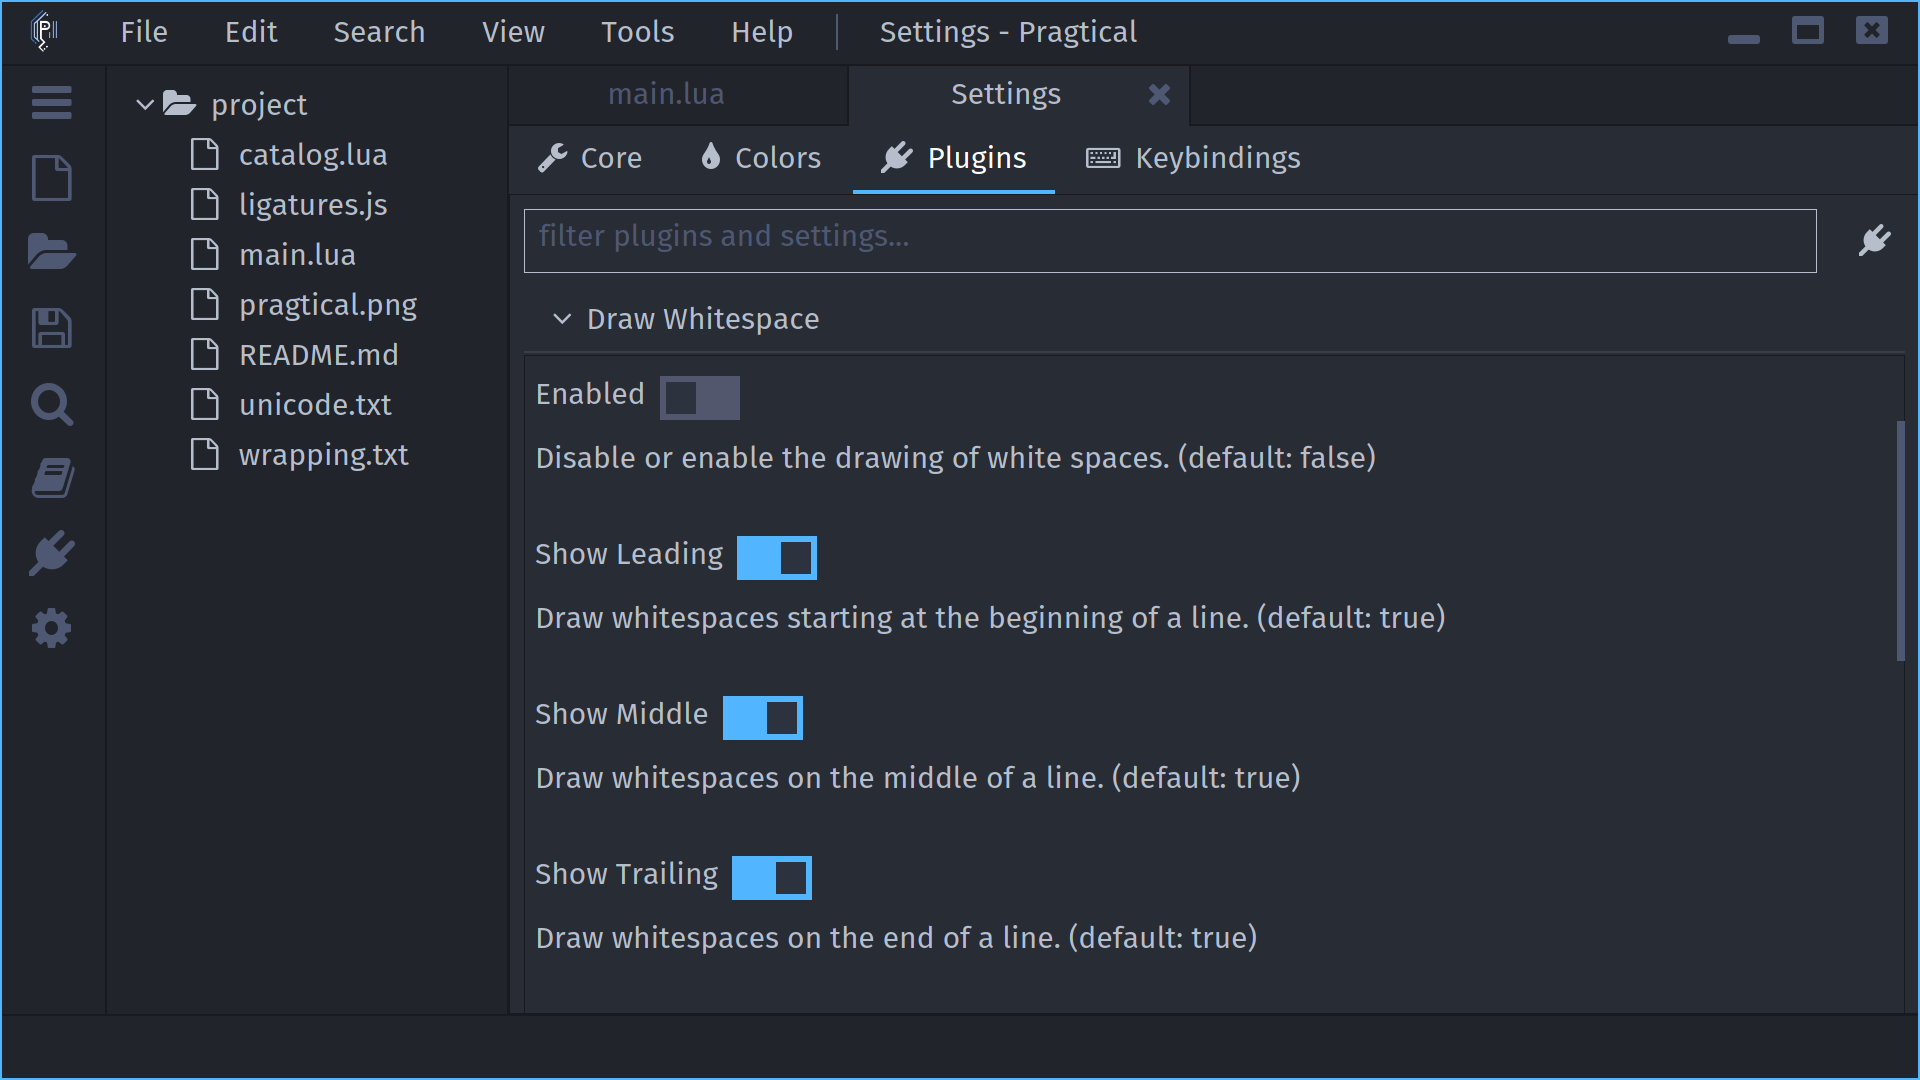 File Edit Search View Tools Help Settings - Pragtical
project
catalog.lua
ligatures.js
main.lua
pragtical.png
README.md
unicode.txt
wrapping.txt
main.lua Settings
Core Colors Plugins Keybindings
filter plugins and settings...
Draw Whitespace
Enabled
Disable or enable the drawing of white spaces. (default: false)
Show Leading
Draw whitespaces starting at the beginning of a line. (default: true)
Show Middle
Draw whitespaces on the middle of a line. (default: true)
Show Trailing
Draw whitespaces on the end of a line. (default: true)